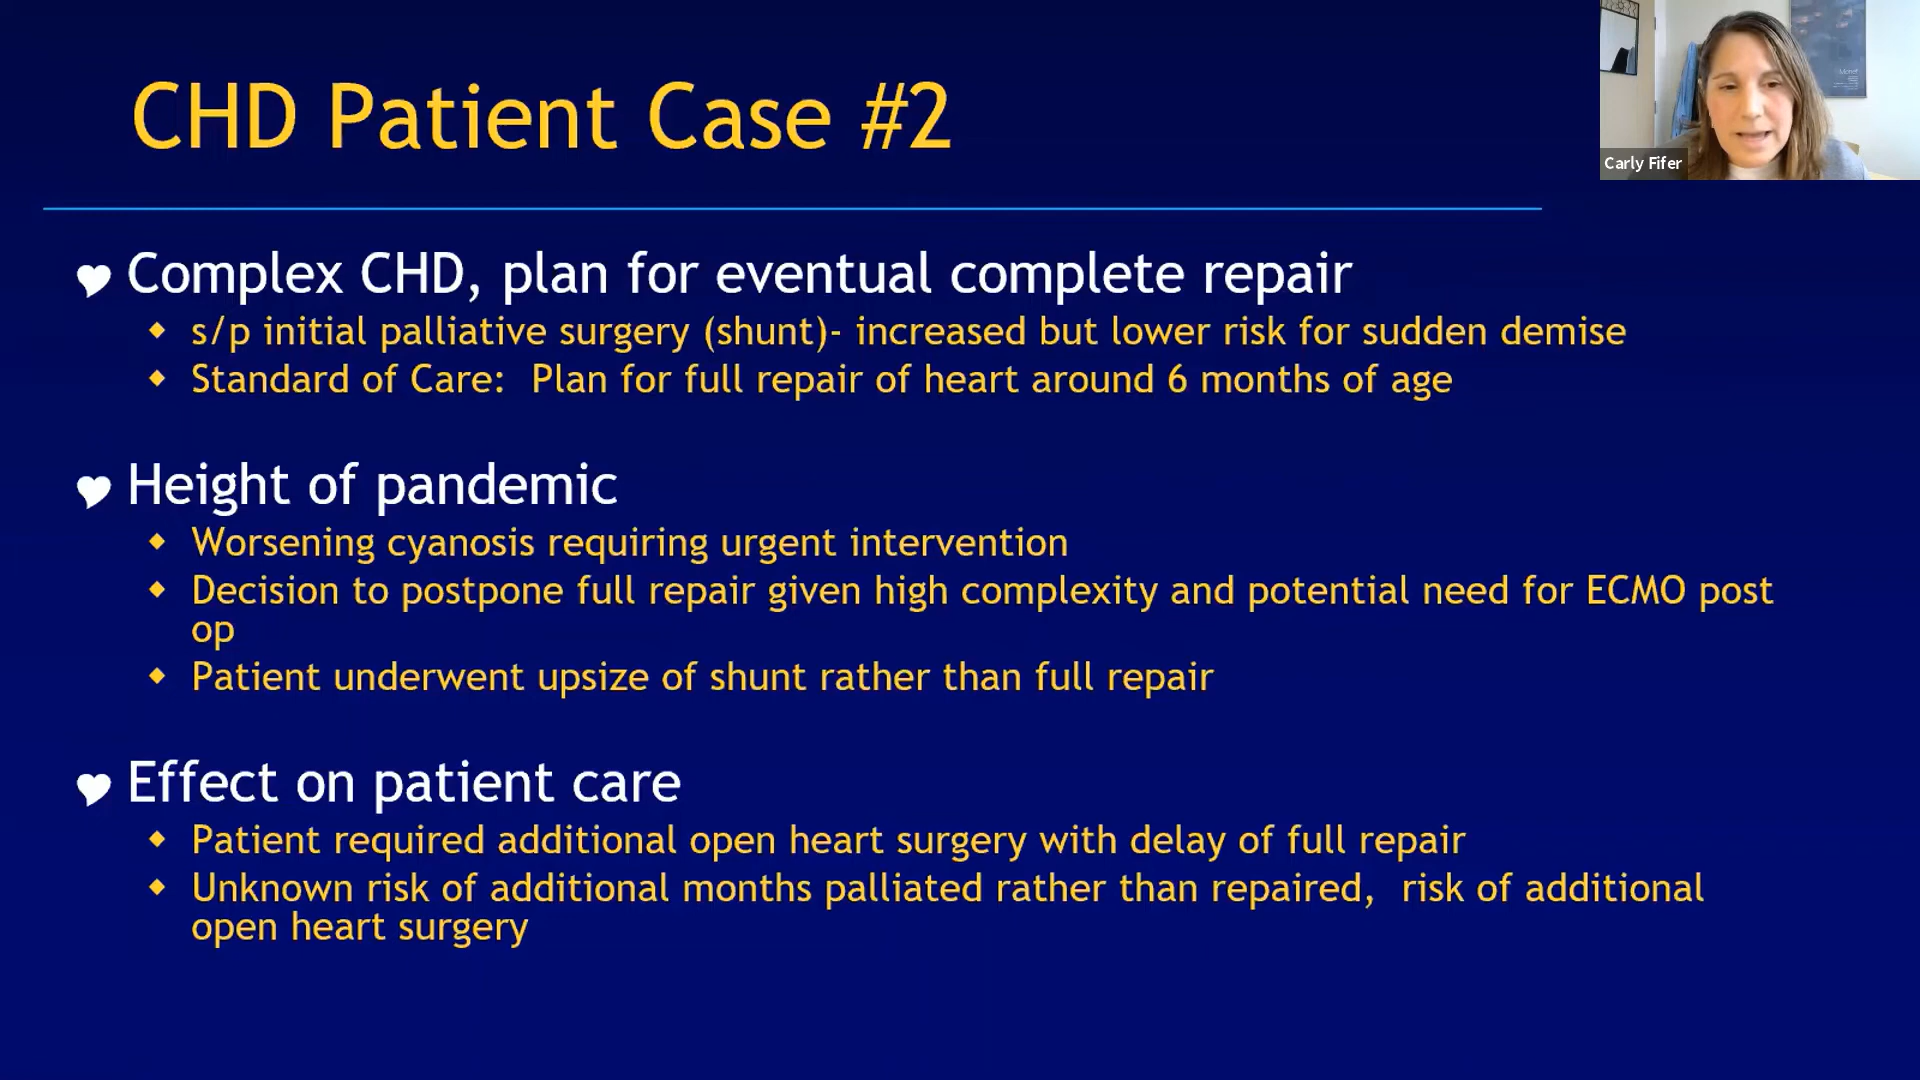 CHD Patient Case #2
Carly Fifer
Complex CHD, plan for eventual complete repair
s/p initial palliative surgery (shunt)- increased but lower risk for sudden demise
Standard of Care:  Plan for full repair of heart around 6 months of age
Height of pandemic
Worsening cyanosis requiring urgent intervention
Decision to postpone full repair given high complexity and potential need for ECMO post
op
Patient underwent upsize of shunt rather than full repair
Effect on patient care
Patient required additional open heart surgery with delay of full repair
Unknown risk of additional months palliated rather than repaired,  risk of additional
open heart surgery